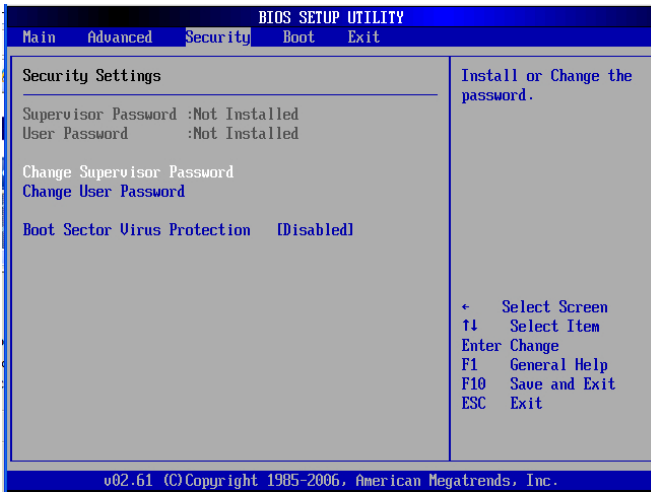 BIOS SETUP UTILITY
Main Advanced Security Boot Exit
Security Settings
Supervisor Password :Not Installed
User Password :Not Installed
Change Supervisor Password
Change User Password
Boot Sector Virus Protection [Disabled]
Install or Change the
password.
← Select Screen
↑↓ Select Item
Enter Change
F1 General Help
F10 Save and Exit
ESC Exit
v02.61 (C)Copyright 1985-2006, American Megatrends, Inc.